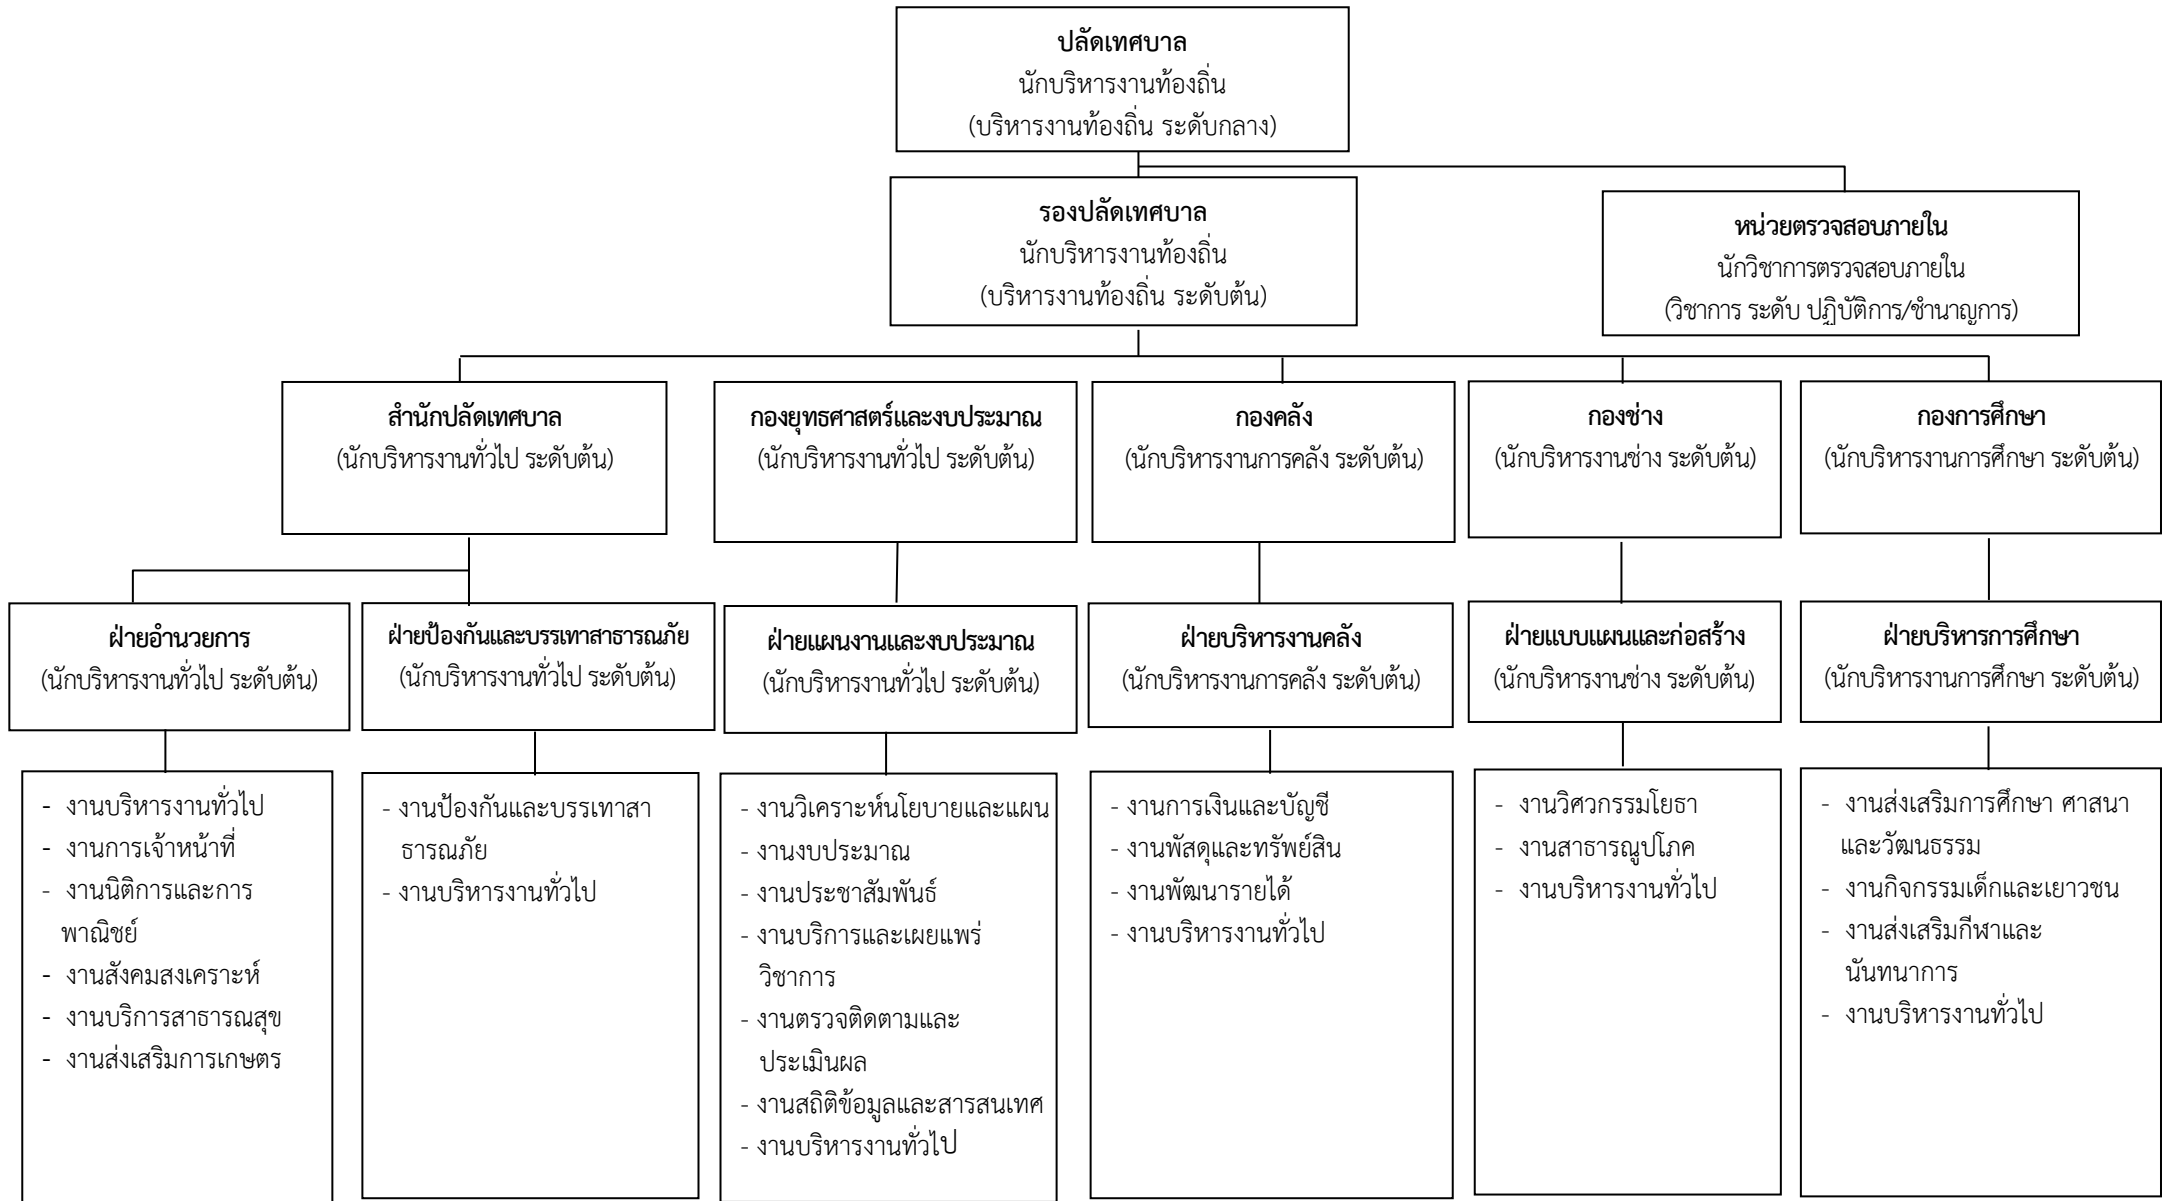 ปลัดเทศบาล
นักบริหารงานท้องถิ่น
(บริหารงานท้องถิ่น ระดับกลาง)
รองปลัดเทศบาล
นักบริหารงานท้องถิ่น
(บริหารงานท้องถิ่น ระดับต้น)
หน่วยตรวจสอบภายใน
นักวิชาการตรวจสอบภายใน
(วิชาการ ระดับ ปฏิบัติการ/ชำนาญการ)
สำนักปลัดเทศบาล
(นักบริหารงานทั่วไป ระดับต้น)
กองยุทธศาสตร์และงบประมาณ
(นักบริหารงานทั่วไป ระดับต้น)
กองคลัง
(นักบริหารงานการคลัง ระดับต้น)
กองช่าง
(นักบริหารงานช่าง ระดับต้น)
กองการศึกษา
(นักบริหารงานการศึกษา ระดับต้น)
ฝ่ายอำนวยการ
(นักบริหารงานทั่วไป ระดับต้น)
ฝ่ายป้องกันและบรรเทาสาธารณภัย
(นักบริหารงานทั่วไป ระดับต้น)
ฝ่ายแผนงานและงบประมาณ
(นักบริหารงานทั่วไป ระดับต้น)
ฝ่ายบริหารงานคลัง
(นักบริหารงานการคลัง ระดับต้น)
ฝ่ายแบบแผนและก่อสร้าง
(นักบริหารงานช่าง ระดับต้น)
ฝ่ายบริหารการศึกษา
(นักบริหารงานการศึกษา ระดับต้น)
- งานบริหารงานทั่วไป
- งานการเจ้าหน้าที่
- งานนิติการและการ
พาณิชย์
- งานสังคมสงเคราะห์
- งานบริการสาธารณสุข
- งานส่งเสริมการเกษตร
- งานป้องกันและบรรเทาสา
ธารณภัย
- งานบริหารงานทั่วไป
- งานวิเคราะห์นโยบายและแผน
- งานงบประมาณ
- งานประชาสัมพันธ์
- งานบริการและเผยแพร่
วิชาการ
- งานตรวจติดตามและ
ประเมินผล
- งานสถิติข้อมูลและสารสนเทศ
- งานบริหารงานทั่วไป
- งานการเงินและบัญชี
- งานพัสดุและทรัพย์สิน
- งานพัฒนารายได้
- งานบริหารงานทั่วไป
- งานวิศวกรรมโยธา
- งานสาธารณูปโภค
- งานบริหารงานทั่วไป
- งานส่งเสริมการศึกษา ศาสนา
และวัฒนธรรม
- งานกิจกรรมเด็กและเยาวชน
- งานส่งเสริมกีฬาและ
นันทนาการ
- งานบริหารงานทั่วไป